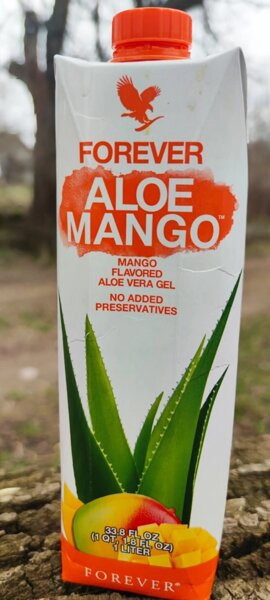 FOREVER
ALOE
MANGO™
MANGO
FLAVORED
ALOE VERA GEL
NO ADDED
PRESERVATIVES
33.8 FL OZ
(1 QT. 1.8 FL OZ)
1 LITER
FOREVER®